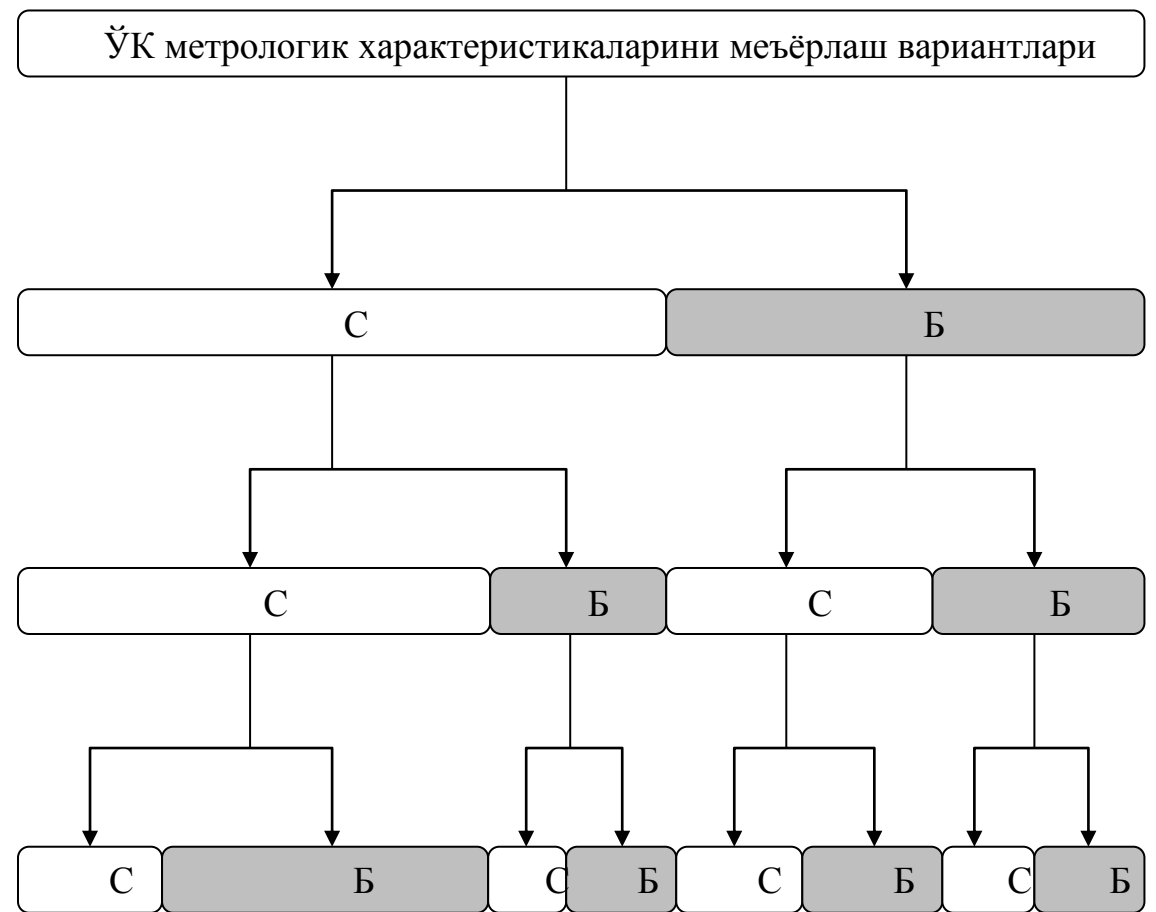 ЎК метрологик характеристикаларини меъёрлаш вариантлари
С Б
С Б С Б
С Б С Б С Б С Б